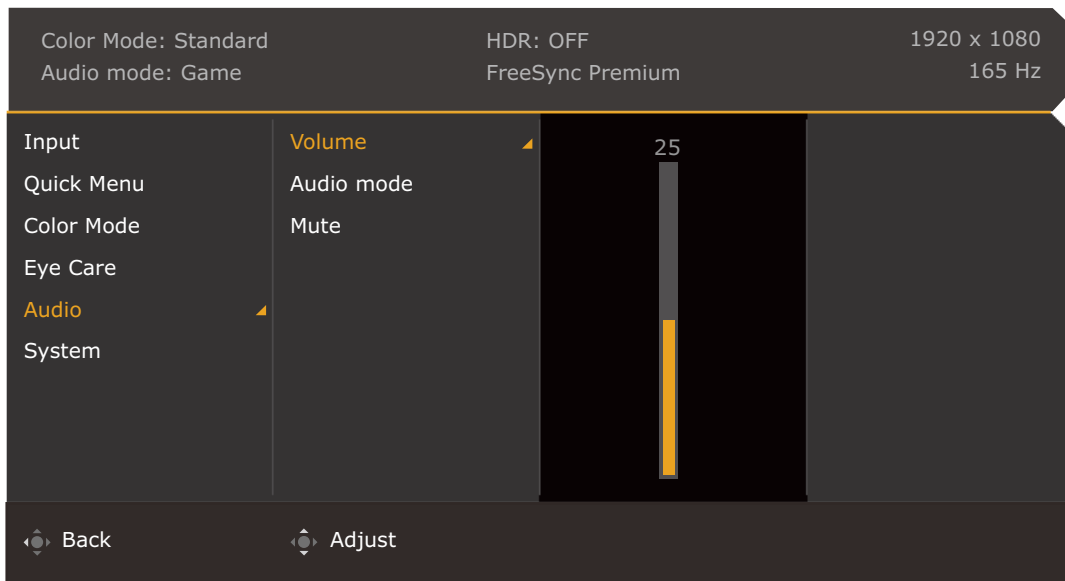 Color Mode: Standard
HDR: OFF
1920 x 1080
Audio mode: Game
FreeSync Premium
165 Hz
Input
Quick Menu
Color Mode
Eye Care
Audio
System
Volume
Audio mode
Mute
25
Back
Adjust